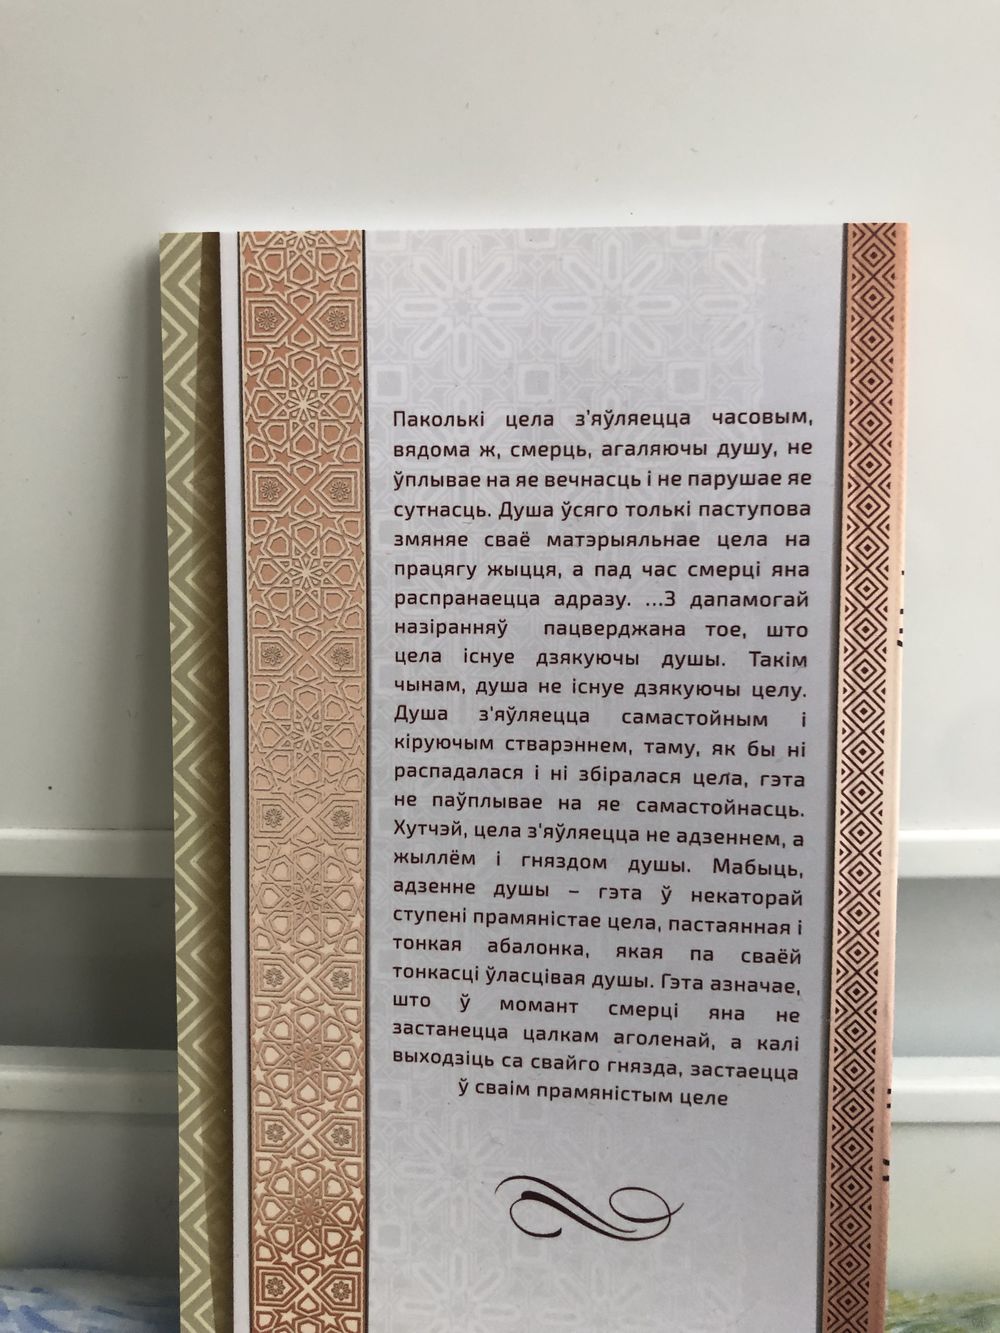 Паколькі цела з'яўляецца часовым,
вядома ж, смерць, агаляючы душу, не
ўплывае на яе вечнасць і не парушае яе
сутнасць. Душа ўсяго толькі паступова
змяняе сваё матэрыяльнае цела на
працягу жыцця, а пад час смерці яна
распранаецца адразу. ...З дапамогай
назіранняў пацверджана тое, што
цела існуе дзякуючы душы. Такім
чынам, душа не існуе дзякуючы целу.
Душа з'яўляецца самастойным і
кіруючым стварэннем, таму, як бы ні
распадалася і ні збіралася цела, гэта
не паўплывае на яе самастойнасць.
Хутчэй, цела з'яўляецца не адзеннем, а
жыллём і гняздом душы. Мабыць,
адзенне душы – гэта ў некаторай
ступені прамяністае цела, пастаянная і
тонкая абалонка, якая па сваёй
тонкасці ўласцівая душы. Гэта азначае,
што ў момант смерці яна не
застанецца цалкам аголенай, а калі
выходзіць са свайго гнязда, застаецца
ў сваім прамяністым целе